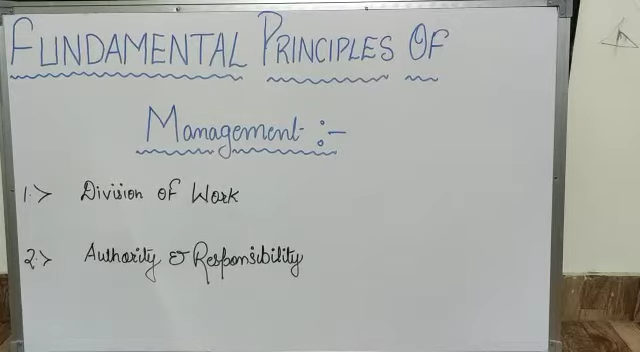 FUNDAMENTAL PRINCIPLES OF
Management :-
1.> Division of Work
2.> Authority & Responsibility